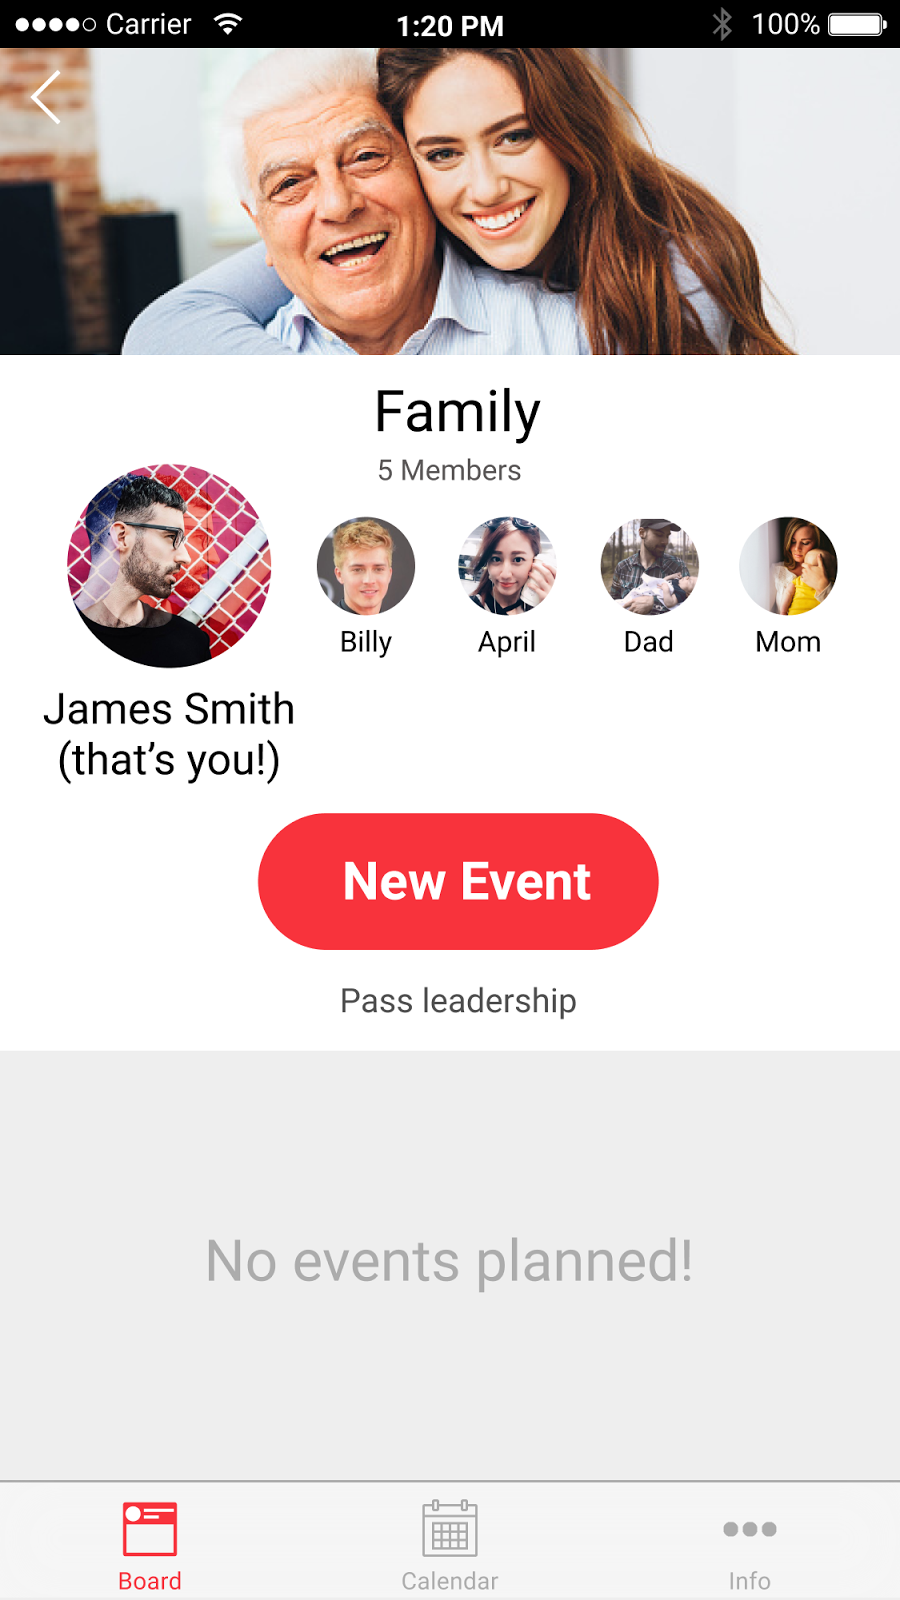 Carrier 1:20 PM 100%
Family
5 Members
Billy April Dad Mom
James Smith
(that's you!)
New Event
Pass leadership
No events planned!
Board Calendar Info